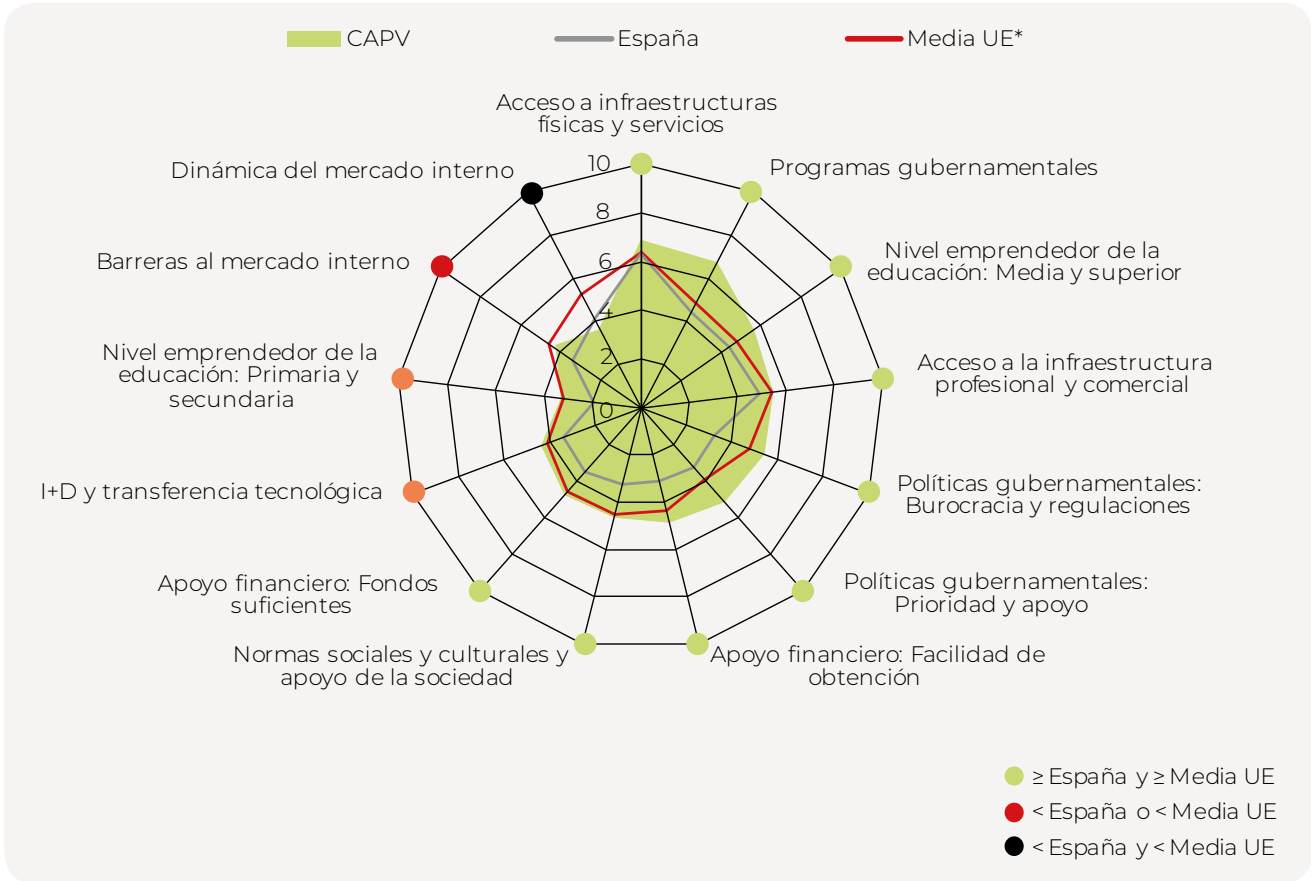 CAPV
España
Media UE*
Acceso a infraestructuras
físicas y servicios
Dinámica del mercado interno
Programas gubernamentales
Barreras al mercado interno
Nivel emprendedor de la
educación: Media y superior
Nivel emprendedor de la
educación: Primaria y
secundaria
Acceso a la infraestructura
profesional y comercial
I+D y transferencia tecnológica
Políticas gubernamentales:
Burocracia y regulaciones
Apoyo financiero: Fondos
suficientes
Políticas gubernamentales:
Prioridad y apoyo
Normas sociales y culturales y
apoyo de la sociedad
Apoyo financiero: Facilidad de
obtención
10
8
6
4
2
0
≥ España y ≥ Media UE
< España o < Media UE
< España y < Media UE